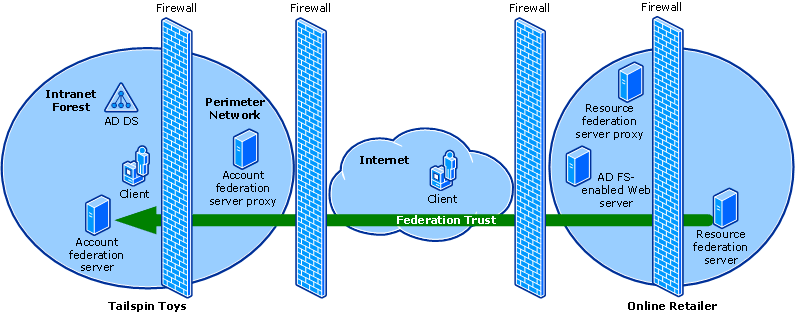 Firewall
Firewall
Firewall
Firewall
Intranet
Forest
AD DS
Client
Account
federation
server
Perimeter
Network
Account
federation
server proxy
Internet
Client
Federation Trust
Resource
federation
server proxy
AD FS-
enabled Web
server
Resource
federation
server
Tailspin Toys
Online Retailer